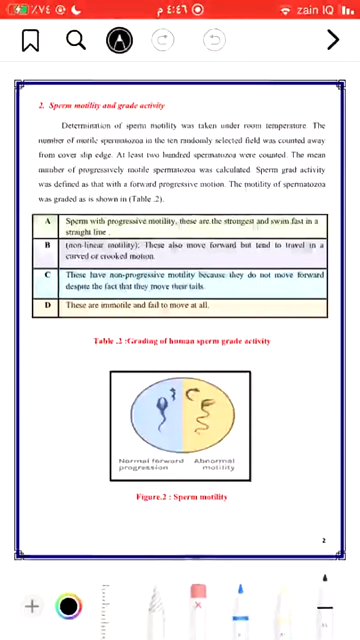 ٪٧٤
٤:٤٦ م
zain IQ
2. Sperm motility and grade activity
Determination of sperm motility was taken under room temperature. The
number of motile spermatozoa in the ten randomly selected field was counted away
from cover slip edge. At least two hundred spermatozoa were counted. The mean
number of progressively motile spermatozoa was calculated. Sperm grad activity
was defined as that with a forward progressive motion. The motility of spermatozoa
was graded as is shown in (Table .2).
A Sperm with progressive motility, these are the strongest and swim fast in a
straight line .
B (non-linear motility): These also move forward but tend to travel in a
curved or crooked motion.
C These have non-progressive motility because they do not move forward
despite the fact that they move their tails.
D These are immotile and fail to move at all.
Table .2 :Grading of human sperm grade activity
Normal forward
progression
Abnormal
motility
Figure.2 : Sperm motility
2